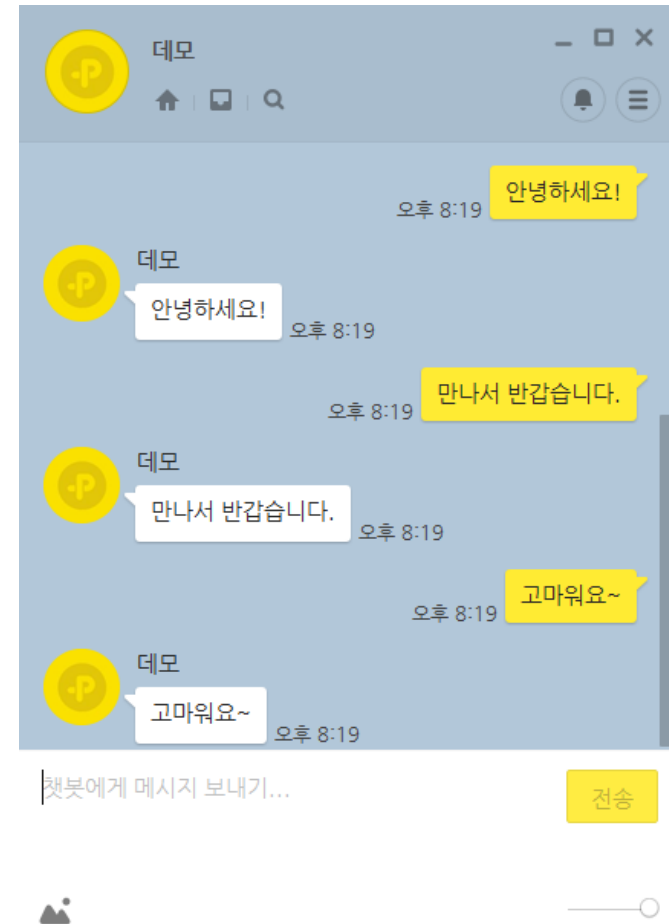 데모
안녕하세요!
오후 8:19
데모
안녕하세요!
오후 8:19
만나서 반갑습니다.
오후 8:19
데모
만나서 반갑습니다.
오후 8:19
고마워요~
오후 8:19
데모
고마워요~
오후 8:19
챗봇에게 메시지 보내기...
전송